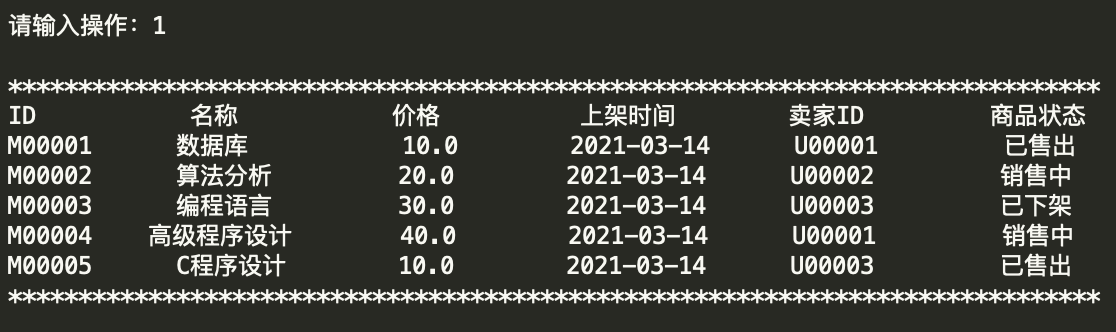 请输入操作：1
******************************************************************************
ID 名称 价格 上架时间 卖家ID 商品状态
M00001 数据库 10.0 2021-03-14 U00001 已售出
M00002 算法分析 20.0 2021-03-14 U00002 销售中
M00003 编程语言 30.0 2021-03-14 U00003 已下架
M00004 高级程序设计 40.0 2021-03-14 U00001 销售中
M00005 C程序设计 10.0 2021-03-14 U00003 已售出
******************************************************************************